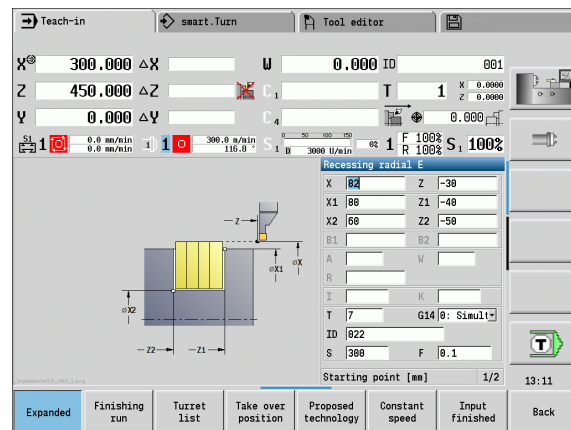 Teach-in
smart.Turn
Tool editor
X 300.000 ΔX
W 0.000 ID 001
Z 450.000 ΔZ
C 1
T 1 X 0.0000
Z 0.0000
Y 0.000 ΔY
C 4
0.000
S1 1 0.0 mm/min
0.0 mm/min
1 1 300.0 m/min
116.8 °
S 1 0 50 100 150
D 3000 U/min
0% 1 F 100%
R 100% S 1 100%
Recessing radial E
X 82 Z -30
X1 80 Z1 -40
X2 60 Z2 -50
B1 B2
A W
R
I K
T 7 G14 0: Simult
ID 022
S 300 F 0.1
Starting point [mm] 1/2
Z
øX1
øX
øX2
Z2
Z1
T
13:11
Expanded
Finishing run
Turret list
Take over position
Proposed technology
Constant speed
Input finished
Back